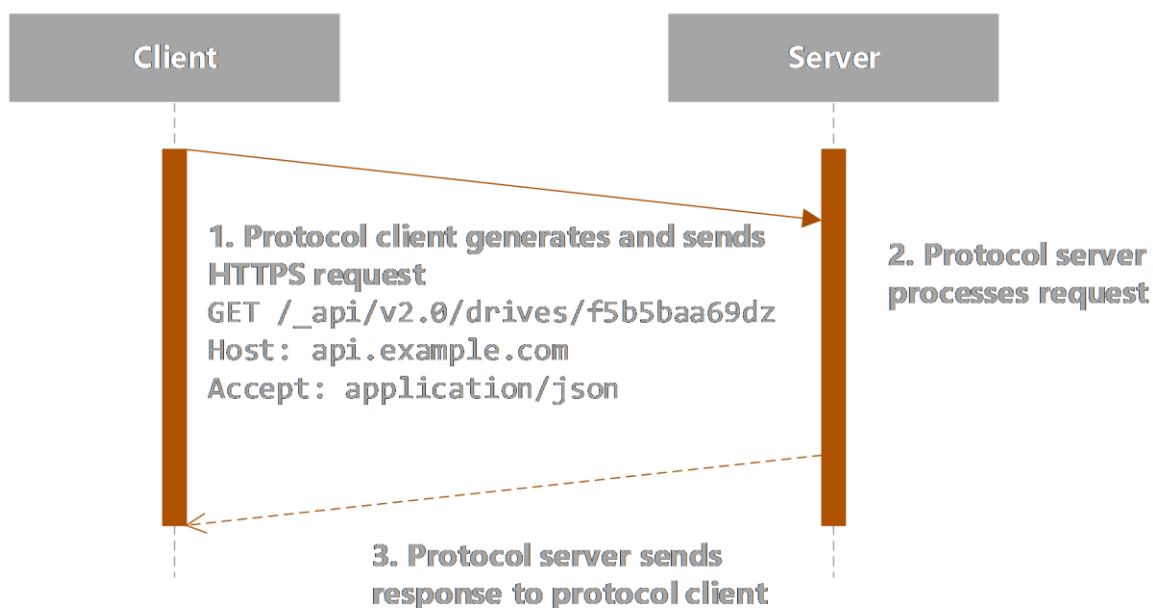 Client
Server
1. Protocol client generates and sends
HTTPS request
GET /_api/v2.0/drives/f5b5baa69dz
Host: api.example.com
Accept: application/json
2. Protocol server
processes request
3. Protocol server sends
response to protocol client